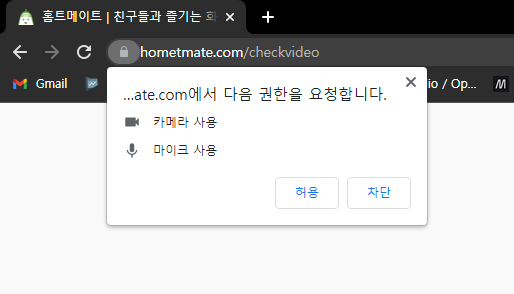 홈트메이트 | 친구들과 즐기는 화
hometmate.com/checkvideo
Gmail
io / Op...
...ate.com에서 다음 권한을 요청합니다.
카메라 사용
마이크 사용
허용
차단